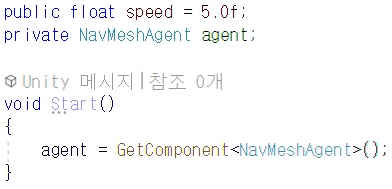 public float speed = 5.0f;
private NavMeshAgent agent;
Unity 메시지|참조 0개
void Start()
{
agent = GetComponent<NavMeshAgent>();
}